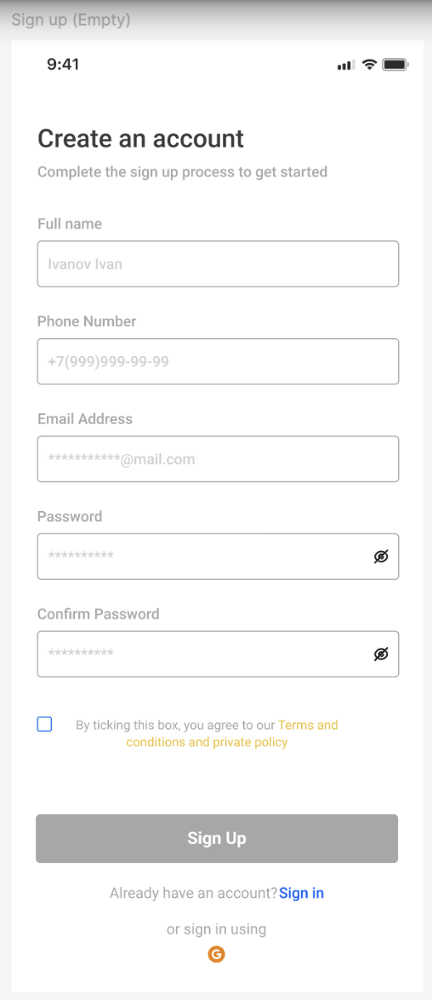 Sign up (Empty)
9:41
Create an account
Complete the sign up process to get started
Full name
Ivanov Ivan
Phone Number
+7(999)999-99-99
Email Address
***********@mail.com
Password
**********
Confirm Password
**********
By ticking this box, you agree to our Terms and
conditions and private policy
Sign Up
Already have an account?Sign in
or sign in using
G